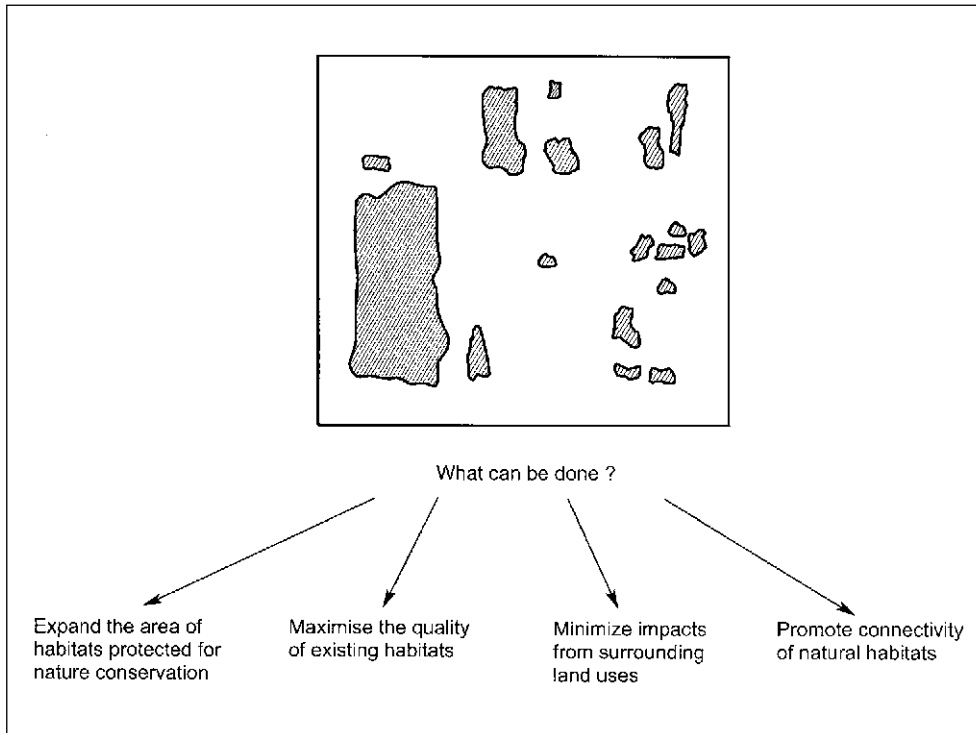 What can be done ?
Expand the area of
habitats protected for
nature conservation
Maximise the quality
of existing habitats
Minimize impacts
from surrounding
land uses
Promote connectivity
of natural habitats